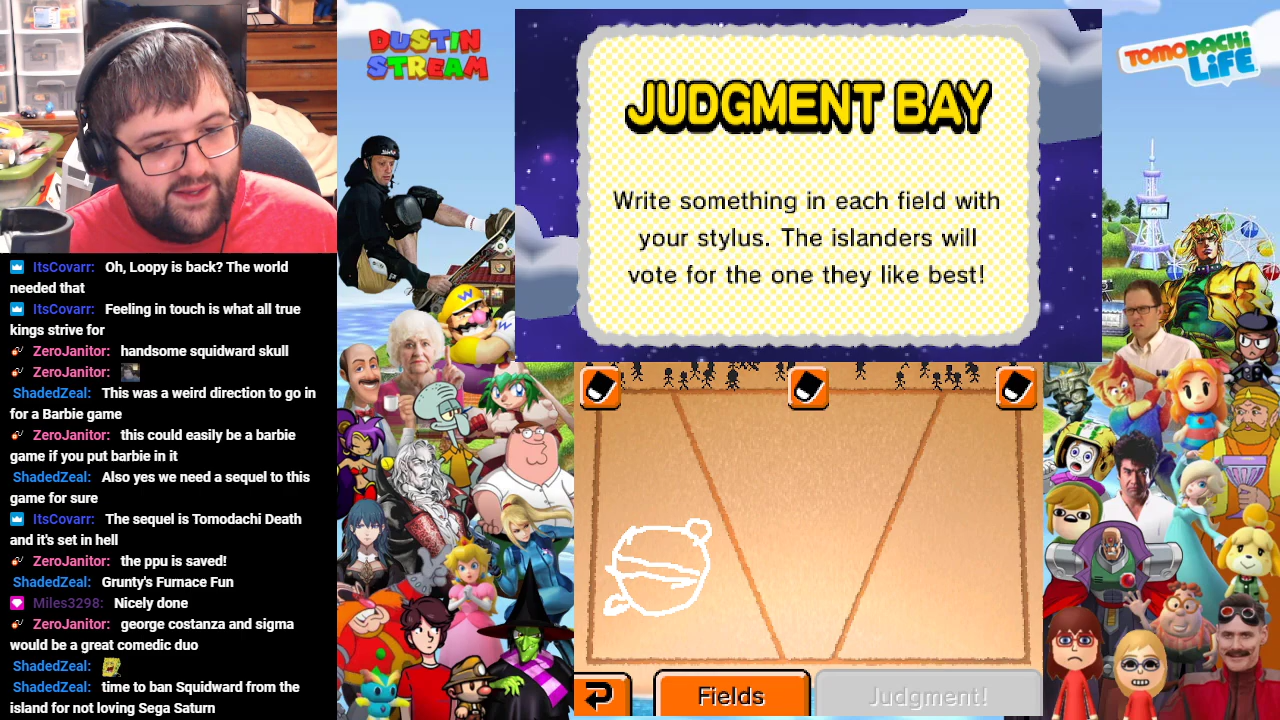 DUSTIN
STREAM
TOMODACHI
LiFE
JUDGMENT BAY
Write something in each field with
your stylus. The islanders will
vote for the one they like best!
Fields
Judgment!
ItsCovarr: Oh, Loopy is back? The world
needed that
ItsCovarr: Feeling in touch is what all true
kings strive for
ZeroJanitor: handsome squidward skull
ZeroJanitor:
ShadedZeal: This was a weird direction to go in
for a Barbie game
ZeroJanitor: this could easily be a barbie
game if you put barbie in it
ShadedZeal: Also yes we need a sequel to this
game for sure
ItsCovarr: The sequel is Tomodachi Death
and it's set in hell
ZeroJanitor: the ppu is saved!
ShadedZeal: Grunty's Furnace Fun
Miles3298: Nicely done
ZeroJanitor: george costanza and sigma
would be a great comedic duo
ShadedZeal:
ShadedZeal: time to ban Squidward from the
island for not loving Sega Saturn